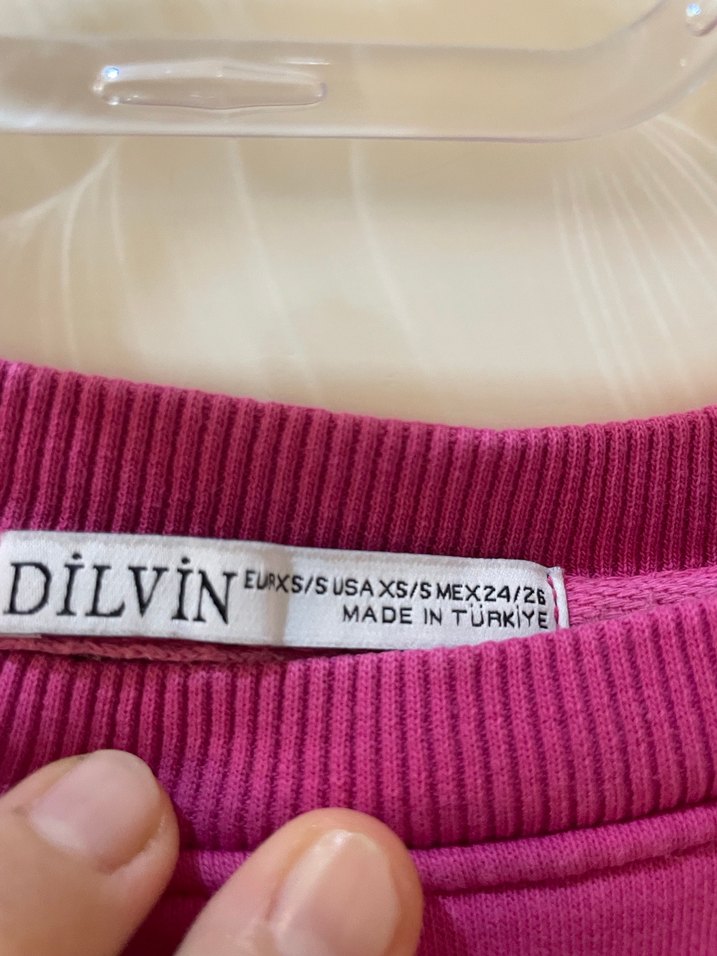 DİLVİN
EUR XS/S USA XS/S MEX 24/26
MADE IN TÜRKİYE